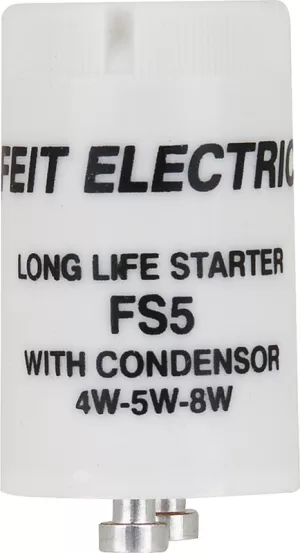 FEIT ELECTRIC
LONG LIFE STARTER
FS5
WITH CONDENSOR
4W-5W-8W